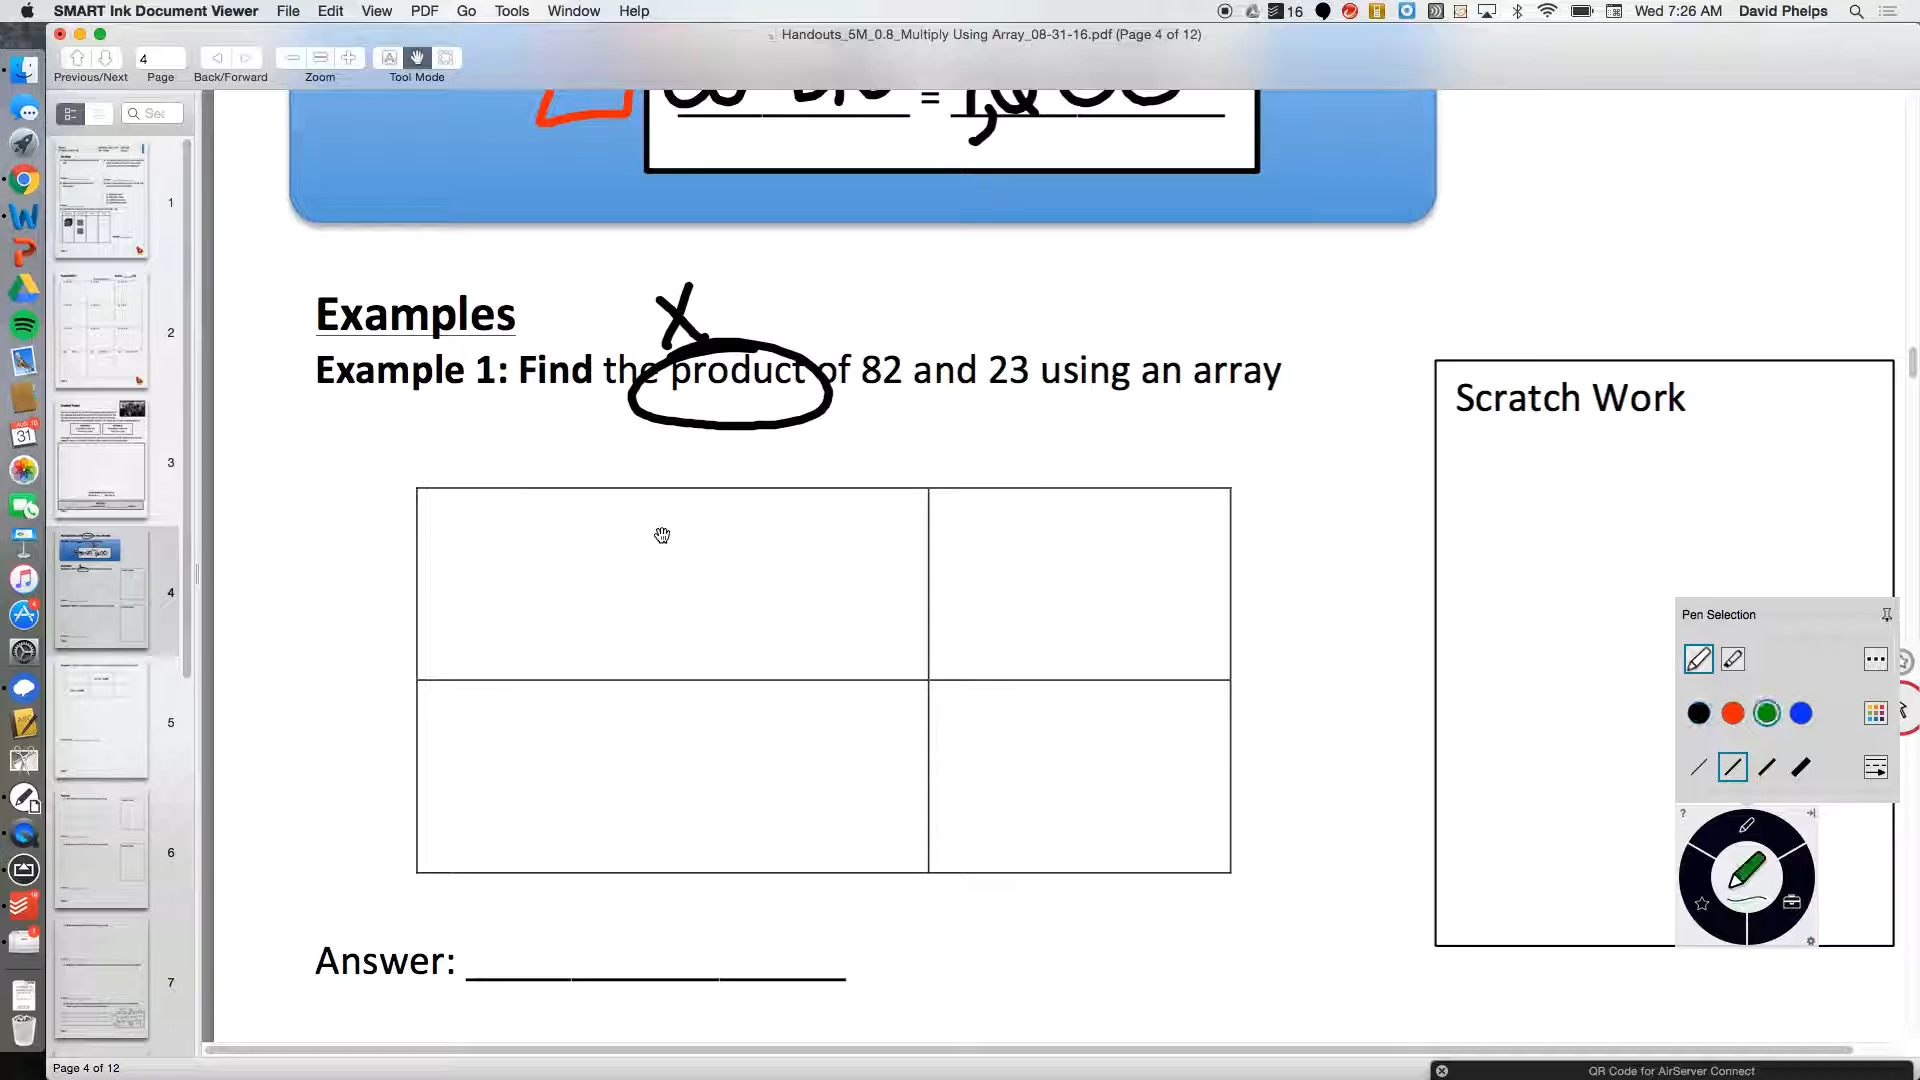 SMART Ink Document Viewer File Edit View PDF Go Tools Window Help 16 Wed 7:26 AM David Phelps
Handouts_5M_0.8_Multiply Using Array_08-31-16.pdf (Page 4 of 12)
4
Previous/Next Page Back/Forward Zoom Tool Mode
=
X
Examples
Example 1: Find the product of 82 and 23 using an array
Scratch Work
Answer:
Pen Selection
1
2
3
4
5
6
7
Page 4 of 12
QR Code for AirServer Connect